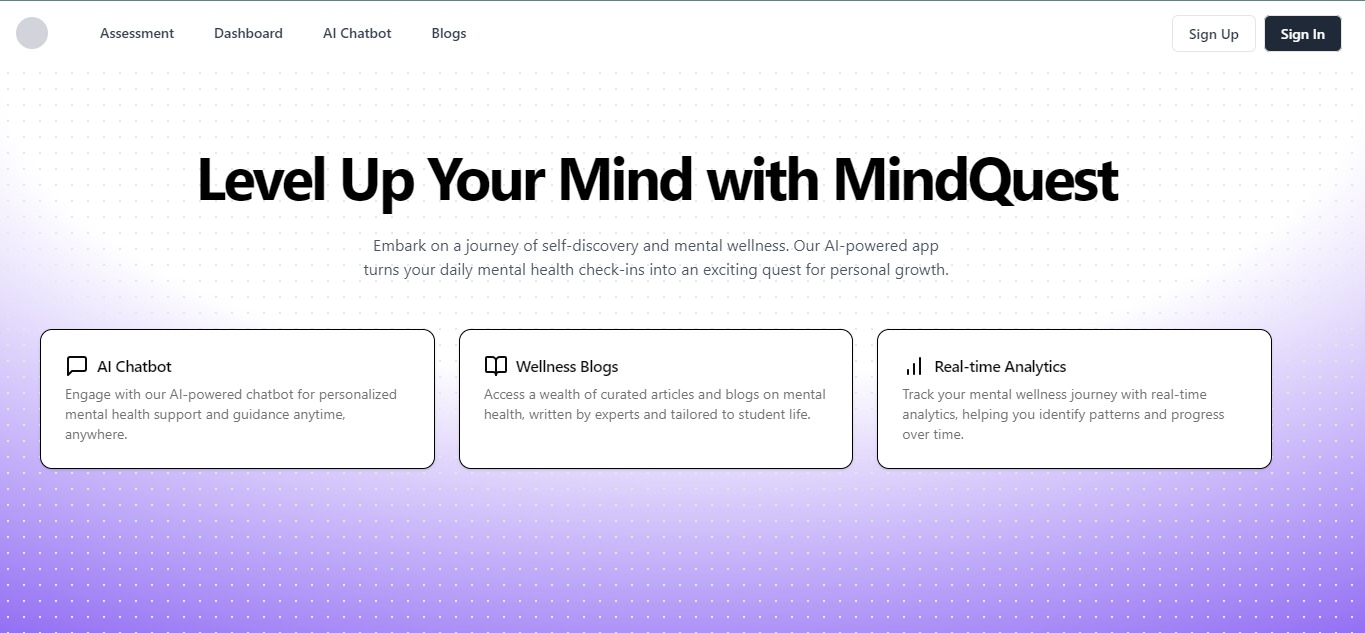 Assessment
Dashboard
AI Chatbot
Blogs
Sign Up
Sign In
Level Up Your Mind with MindQuest
Embark on a journey of self-discovery and mental wellness. Our AI-powered app
turns your daily mental health check-ins into an exciting quest for personal growth.
AI Chatbot
Engage with our AI-powered chatbot for personalized
mental health support and guidance anytime,
anywhere.
Wellness Blogs
Access a wealth of curated articles and blogs on mental
health, written by experts and tailored to student life.
Real-time Analytics
Track your mental wellness journey with real-time
analytics, helping you identify patterns and progress
over time.